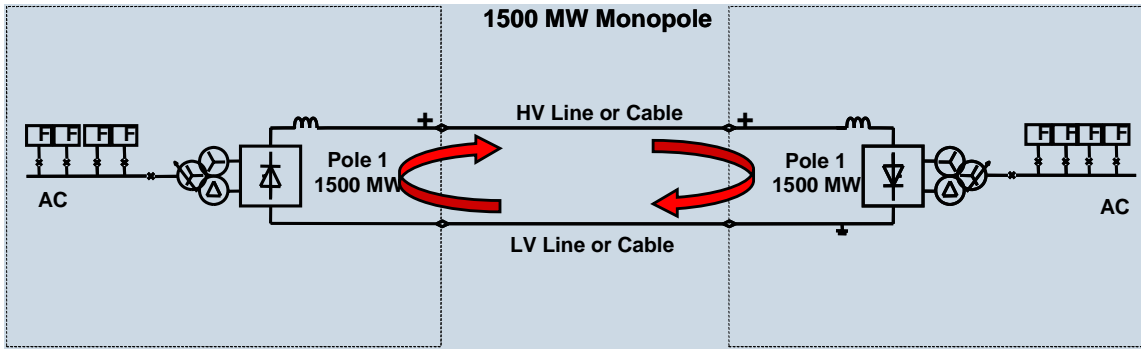 1500 MW Monopole
HV Line or Cable
+
+
F F F F
F F F F
Pole 1
1500 MW
Pole 1
1500 MW
AC
AC
LV Line or Cable